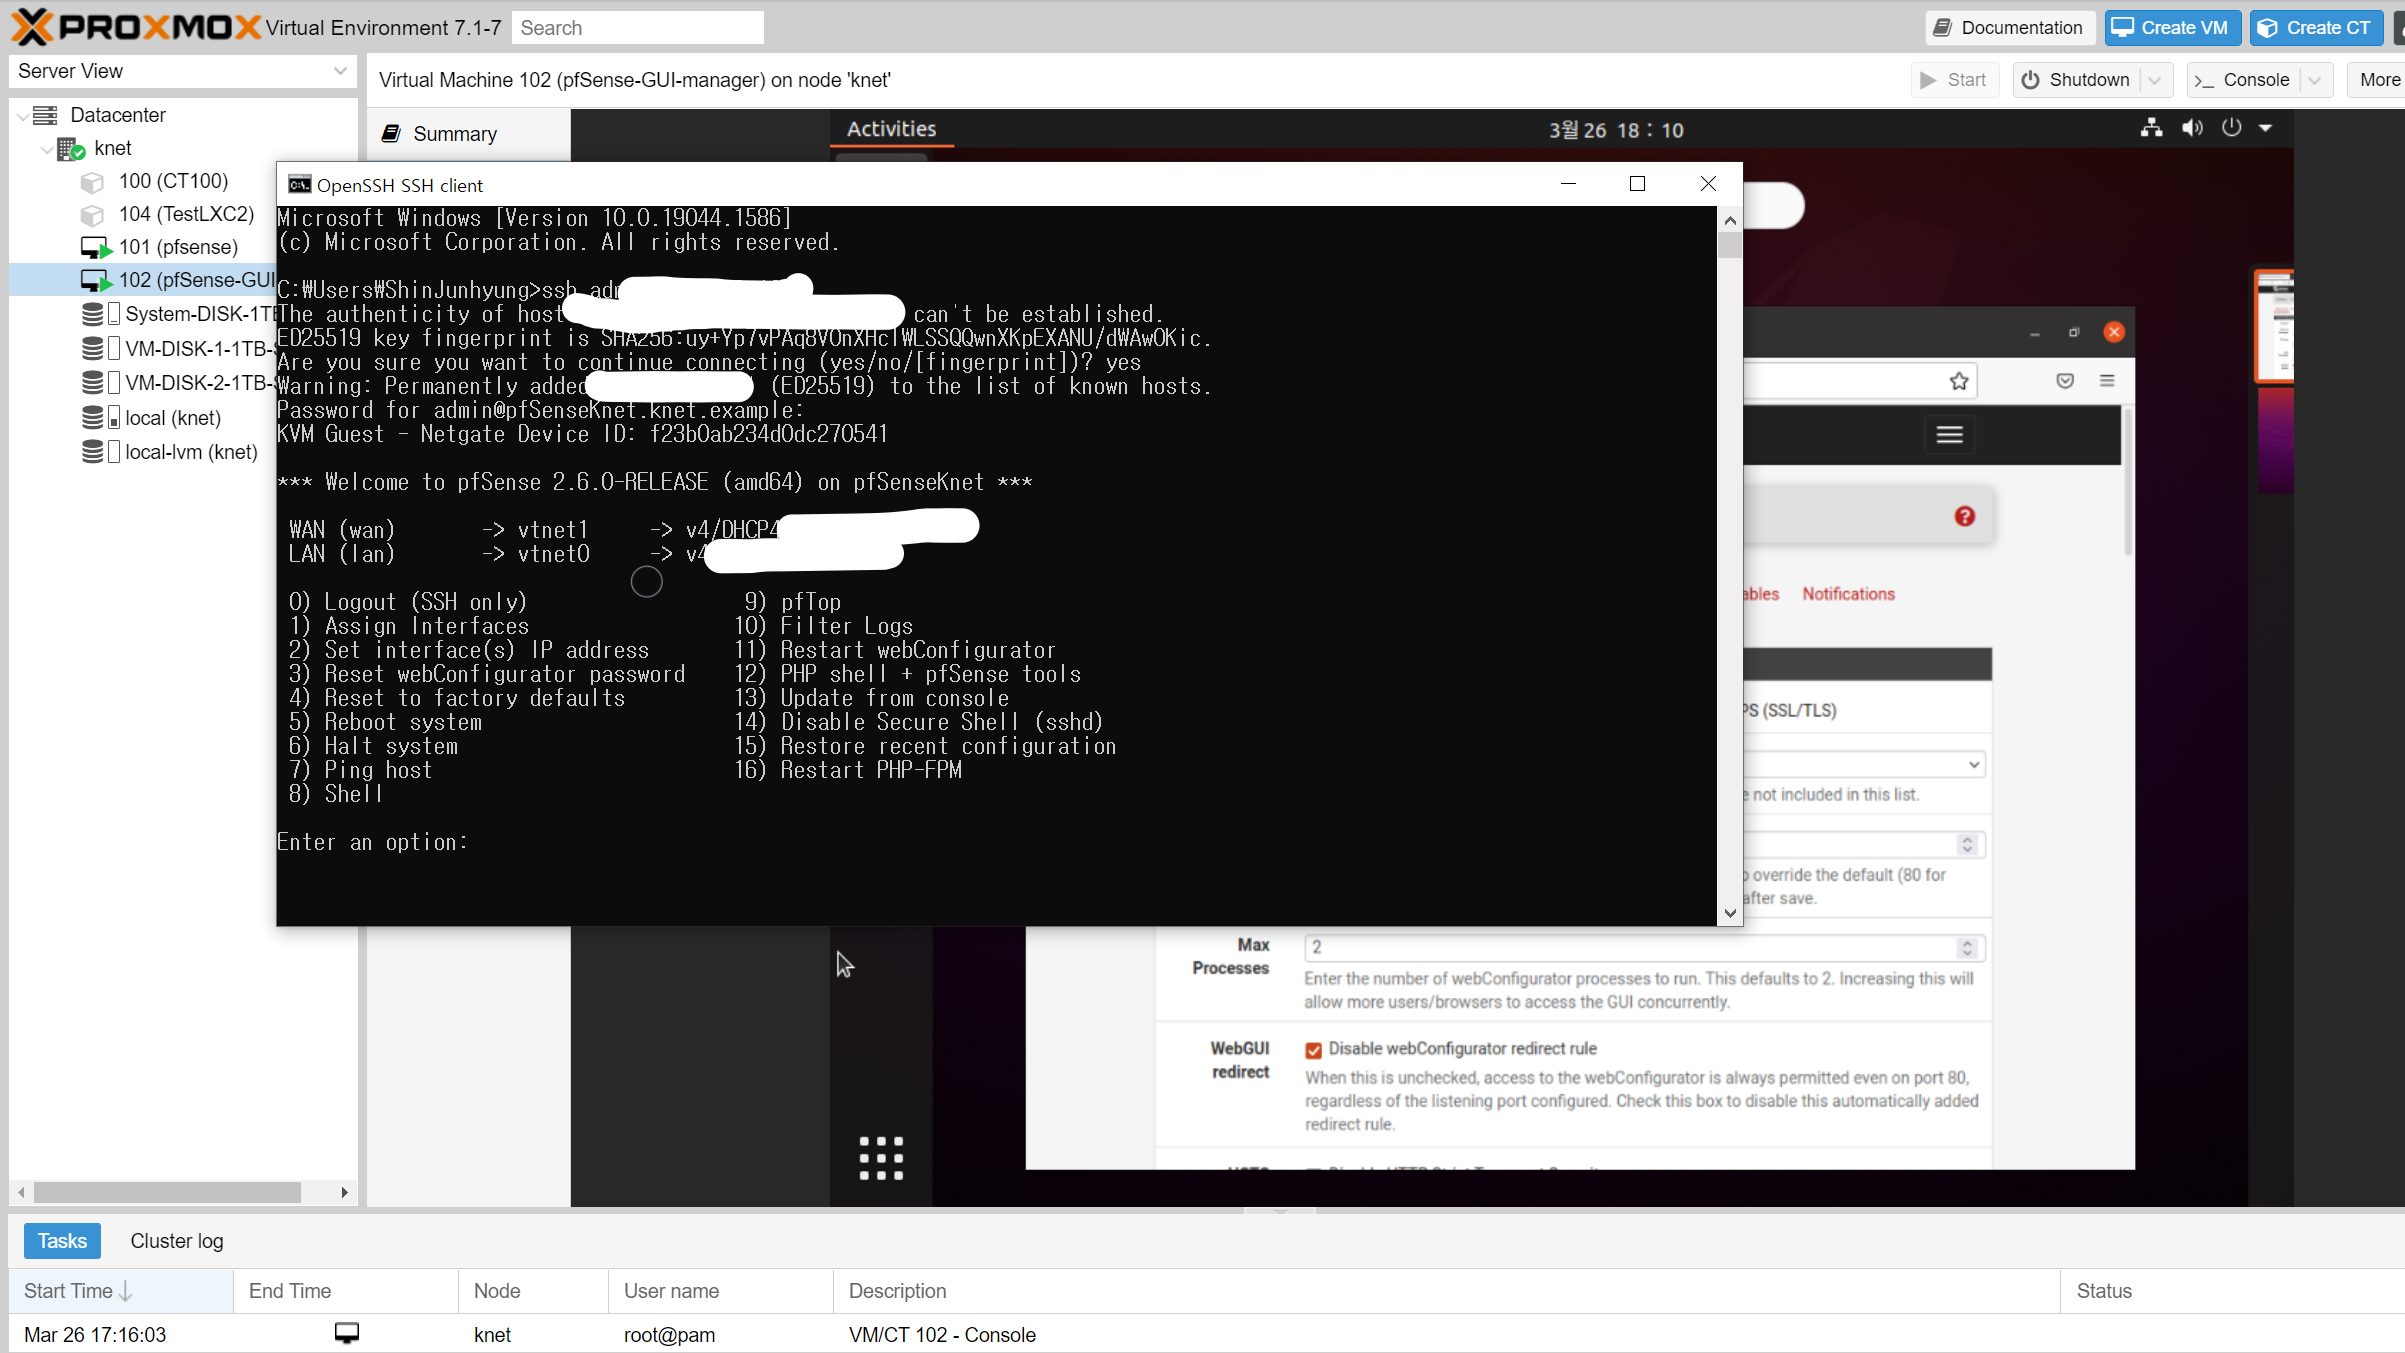 PROXMOX Virtual Environment 7.1-7 Search Documentation Create VM Create CT
Server View
Virtual Machine 102 (pfSense-GUI-manager) on node 'knet' Start Shutdown Console More
Datacenter
knet
100 (CT100)
104 (TestLXC2)
101 (pfsense)
102 (pfSense-GUI
System-DISK-1TB
VM-DISK-1-1TB-S
VM-DISK-2-1TB-S
local (knet)
local-lvm (knet)
Summary
Activities 3월 26 18 : 10
OpenSSH SSH client
Microsoft Windows [Version 10.0.19044.1586]
(c) Microsoft Corporation. All rights reserved.
C:₩Users₩ShinJunhyung>ssh adm
The authenticity of host can't be established.
ED25519 key fingerprint is SHA256:uy+Yp7vPAq8VOnXHcIWLSSQQwnXKpEXANU/dWAwOKic.
Are you sure you want to continue connecting (yes/no/[fingerprint])? yes
Warning: Permanently added (ED25519) to the list of known hosts.
Password for admin@pfSenseKnet.knet.example:
KVM Guest - Netgate Device ID: f23b0ab234d0dc270541
*** Welcome to pfSense 2.6.0-RELEASE (amd64) on pfSenseKnet ***
WAN (wan) -> vtnet1 -> v4/DHCP4
LAN (lan) -> vtnet0 -> v4
0) Logout (SSH only) 9) pfTop
1) Assign Interfaces 10) Filter Logs
2) Set interface(s) IP address 11) Restart webConfigurator
3) Reset webConfigurator password 12) PHP shell + pfSense tools
4) Reset to factory defaults 13) Update from console
5) Reboot system 14) Disable Secure Shell (sshd)
6) Halt system 15) Restore recent configuration
7) Ping host 16) Restart PHP-FPM
8) Shell
Enter an option:
ables Notifications
PS (SSL/TLS)
e not included in this list.
o override the default (80 for
after save.
Max Processes
2
Enter the number of webConfigurator processes to run. This defaults to 2. Increasing this will
allow more users/browsers to access the GUI concurrently.
WebGUI redirect
Disable webConfigurator redirect rule
When this is unchecked, access to the webConfigurator is always permitted even on port 80,
regardless of the listening port configured. Check this box to disable this automatically added
redirect rule.
Tasks Cluster log
Start Time End Time Node User name Description Status
Mar 26 17:16:03 knet root@pam VM/CT 102 - Console